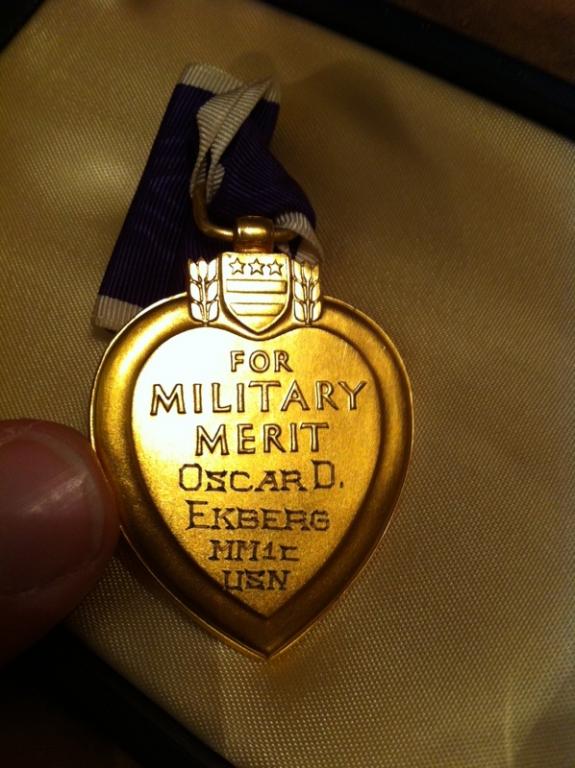 FOR
MILITARY
MERIT
OSCAR D.
EKBERG
MM1c
USN